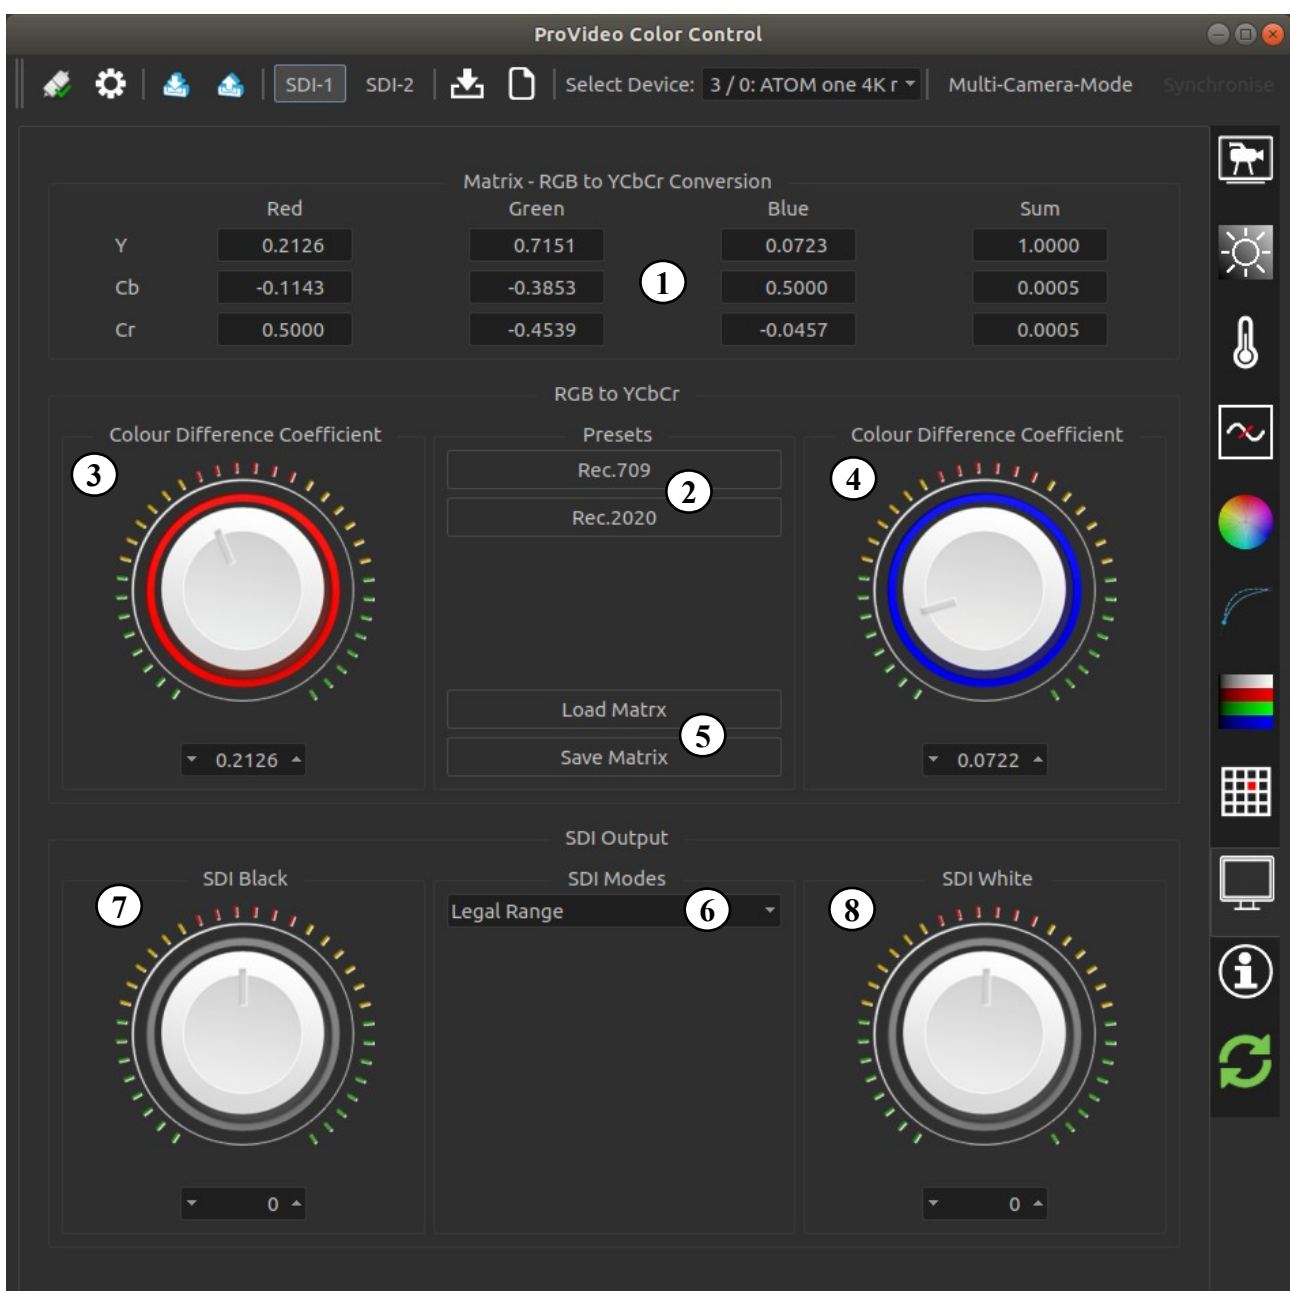 ProVideo Color Control
SDI-1 SDI-2 Select Device: 3 / 0: ATOM one 4K r Multi-Camera-Mode Synchronise
Matrix - RGB to YCbCr Conversion
Red Green Blue Sum
Y 0.2126 0.7151 0.0723 1.0000
1
Cb -0.1143 -0.3853 0.5000 0.0005
Cr 0.5000 -0.4539 -0.0457 0.0005
RGB to YCbCr
Colour Difference Coefficient Presets Colour Difference Coefficient
3 Rec.709 2 4
Rec.2020
Load Matrx
5
Save Matrix
0.2126 0.0722
SDI Output
SDI Black SDI Modes SDI White
7 Legal Range 6 8
0 0